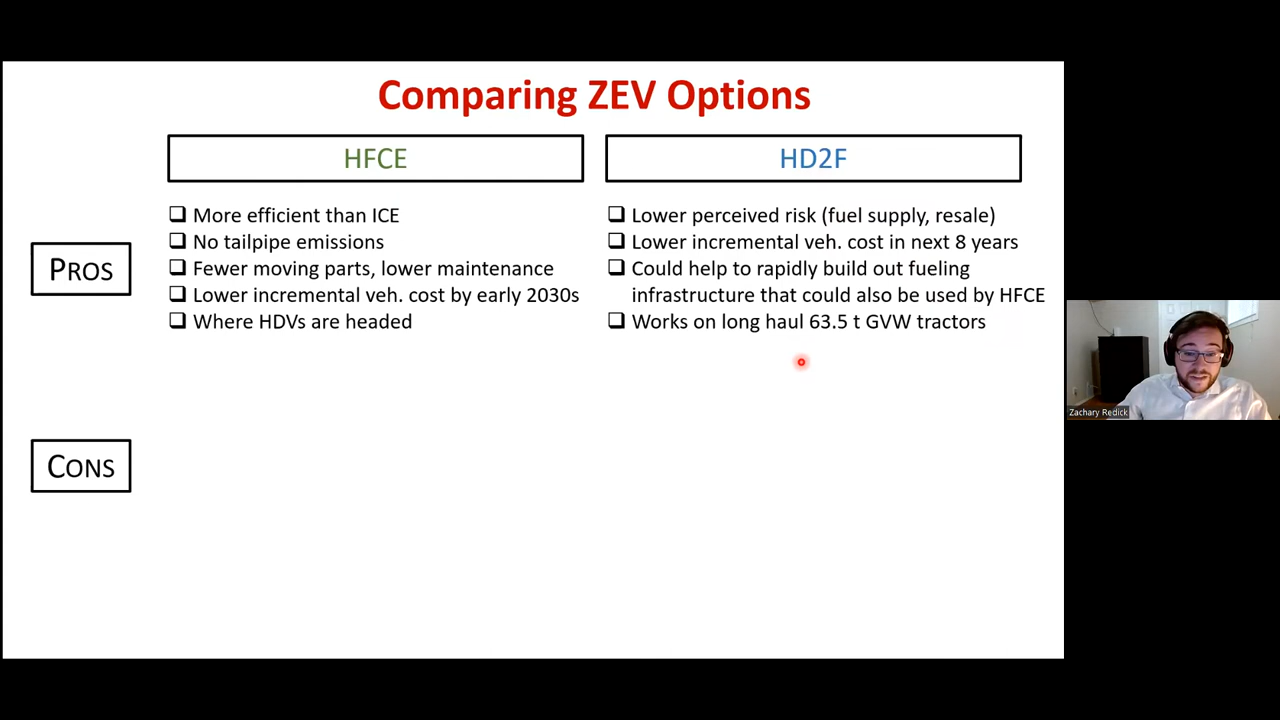 Comparing ZEV Options
HFCE
HD2F
PROS
❑ More efficient than ICE
❑ No tailpipe emissions
❑ Fewer moving parts, lower maintenance
❑ Lower incremental veh. cost by early 2030s
❑ Where HDVs are headed
❑ Lower perceived risk (fuel supply, resale)
❑ Lower incremental veh. cost in next 8 years
❑ Could help to rapidly build out fueling
infrastructure that could also be used by HFCE
❑ Works on long haul 63.5 t GVW tractors
CONS
Zachary Redick